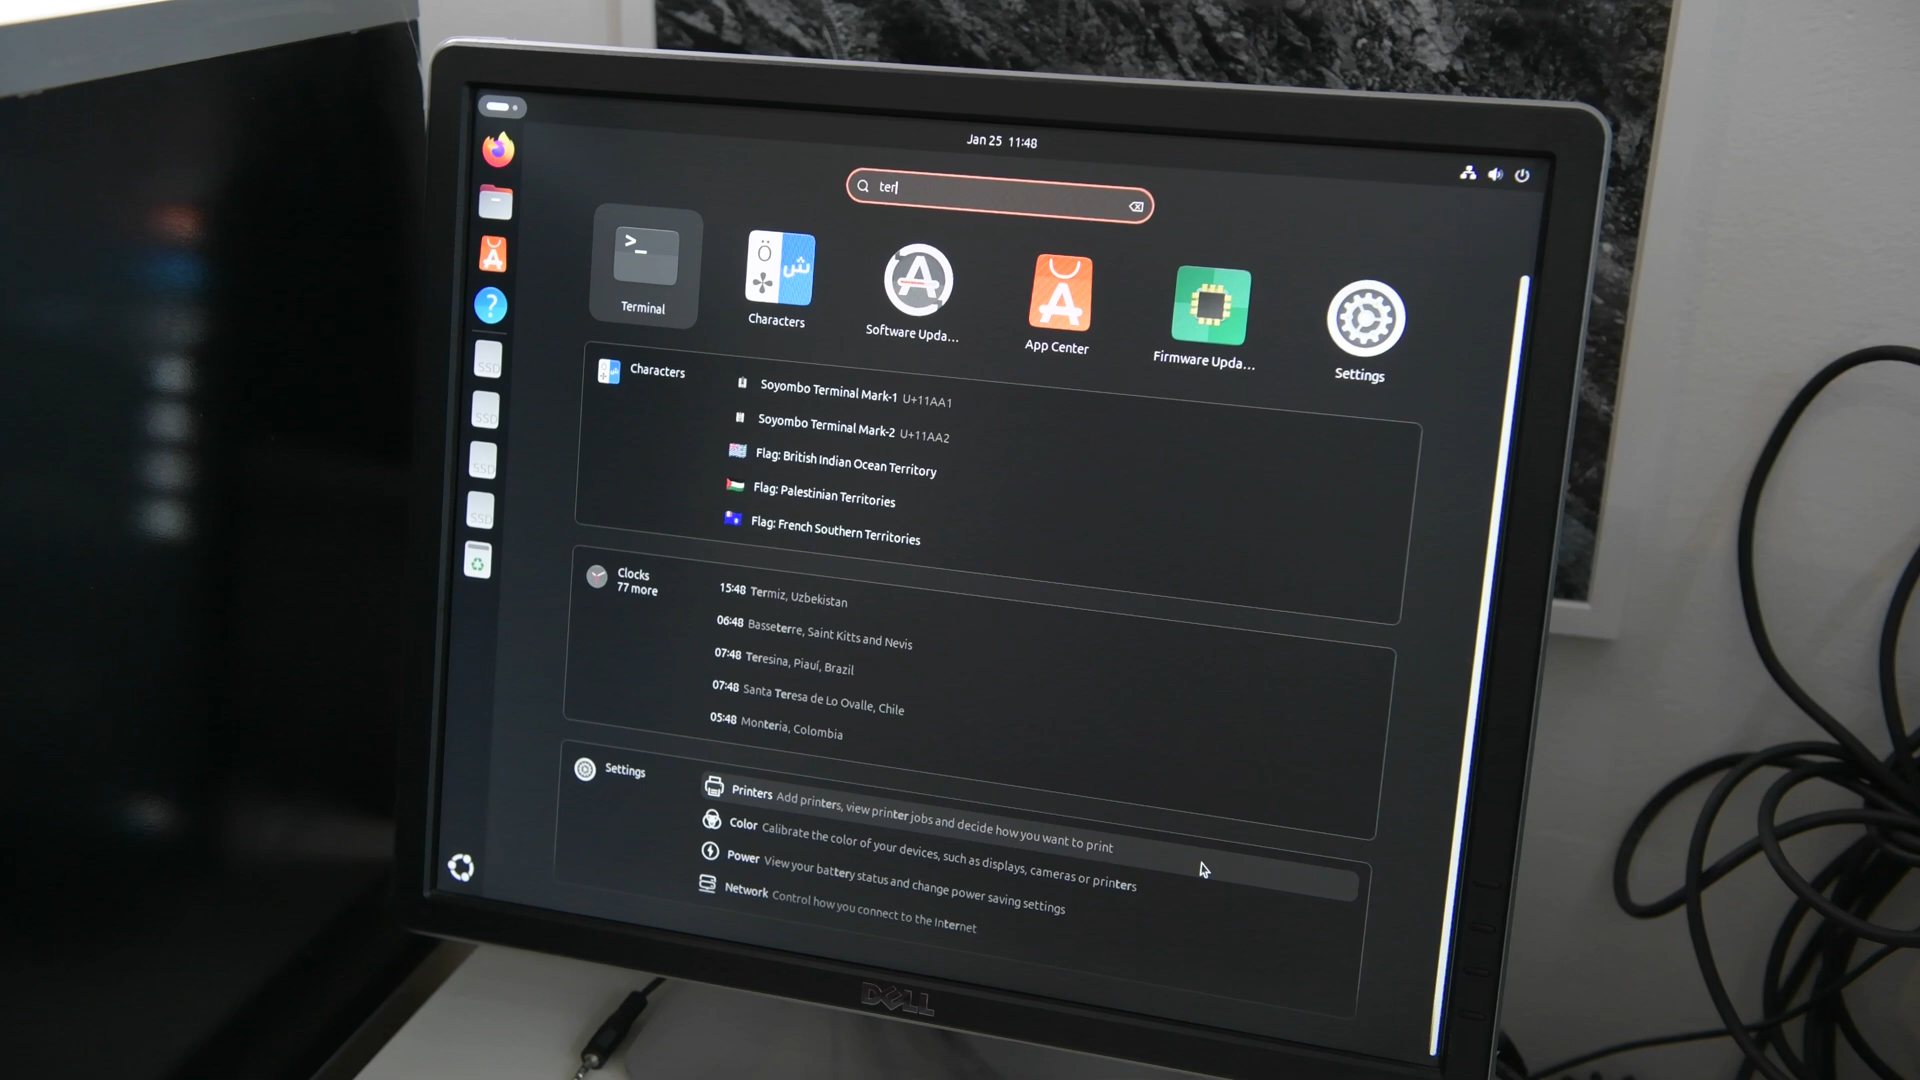 Jan 25 11:48
ter
>_
Ö ش
Terminal
Characters
Software Upda...
App Center
Firmware Upda...
Settings
?
SSD
SSD
SSD
SSD
Characters
Soyombo Terminal Mark-1 U+11AA1
Soyombo Terminal Mark-2 U+11AA2
Flag: British Indian Ocean Territory
Flag: Palestinian Territories
Flag: French Southern Territories
Clocks
77 more
15:48 Termiz, Uzbekistan
06:48 Basseterre, Saint Kitts and Nevis
07:48 Teresina, Piauí, Brazil
07:48 Santa Teresa de Lo Ovalle, Chile
05:48 Montería, Colombia
Settings
Printers Add printers, view printer jobs and decide how you want to print
Color Calibrate the color of your devices, such as displays, cameras or printers
Power View your battery status and change power saving settings
Network Control how you connect to the Internet
DELL